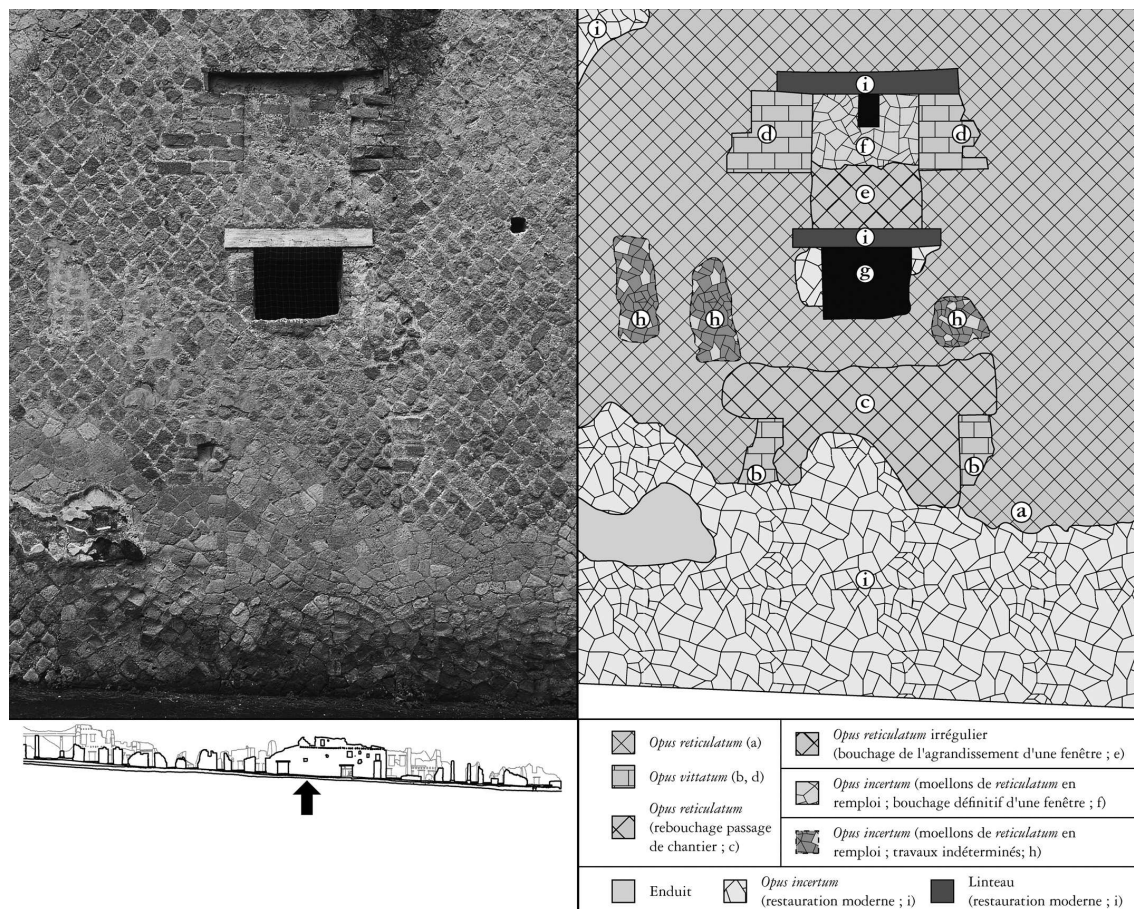 i
i
d
d
f
e
i
g
h
h
h
c
b
b
a
i
Opus reticulatum (a)
Opus vittatum (b, d)
Opus reticulatum
(rebouchage passage
de chantier ; c)
Opus reticulatum irrégulier
(bouchage de l'agrandissement d'une fenêtre ; e)
Opus incertum (moellons de reticulatum en
remploi ; bouchage définitif d'une fenêtre ; f)
Opus incertum (moellons de reticulatum en
remploi ; travaux indéterminés; h)
Enduit
Opus incertum
(restauration moderne ; i)
Linteau
(restauration moderne ; i)